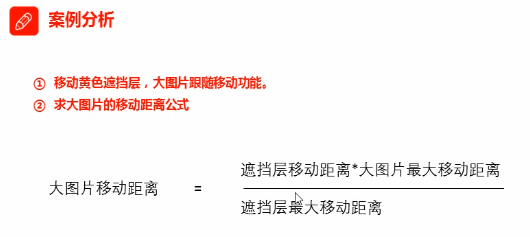 案例分析
① 移动黄色遮挡层，大图片跟随移动功能。
② 求大图片的移动距离公式
遮挡层移动距离*大图片最大移动距离
大图片移动距离 =
遮挡层最大移动距离